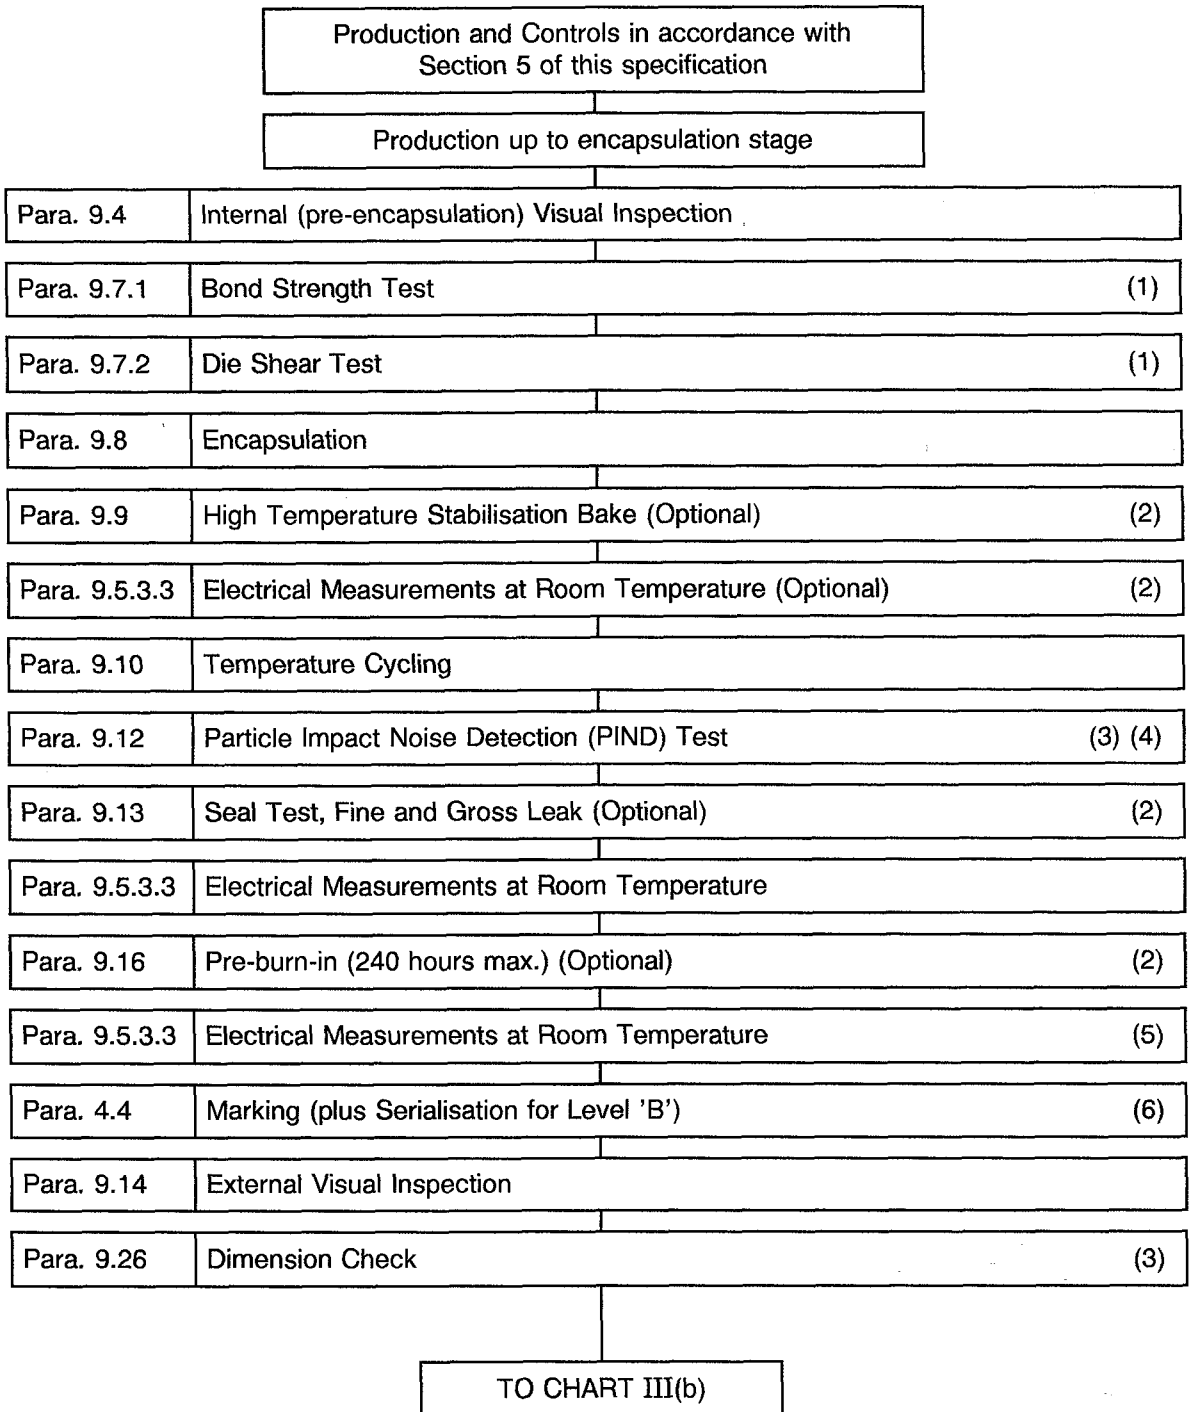 Production and Controls in accordance with
Section 5 of this specification
Production up to encapsulation stage
Para. 9.4 Internal (pre-encapsulation) Visual Inspection
Para. 9.7.1 Bond Strength Test (1)
Para. 9.7.2 Die Shear Test (1)
Para. 9.8 Encapsulation
Para. 9.9 High Temperature Stabilisation Bake (Optional) (2)
Para. 9.5.3.3 Electrical Measurements at Room Temperature (Optional) (2)
Para. 9.10 Temperature Cycling
Para. 9.12 Particle Impact Noise Detection (PIND) Test (3) (4)
Para. 9.13 Seal Test, Fine and Gross Leak (Optional) (2)
Para. 9.5.3.3 Electrical Measurements at Room Temperature
Para. 9.16 Pre-burn-in (240 hours max.) (Optional) (2)
Para. 9.5.3.3 Electrical Measurements at Room Temperature (5)
Para. 4.4 Marking (plus Serialisation for Level 'B') (6)
Para. 9.14 External Visual Inspection
Para. 9.26 Dimension Check (3)
TO CHART III(b)